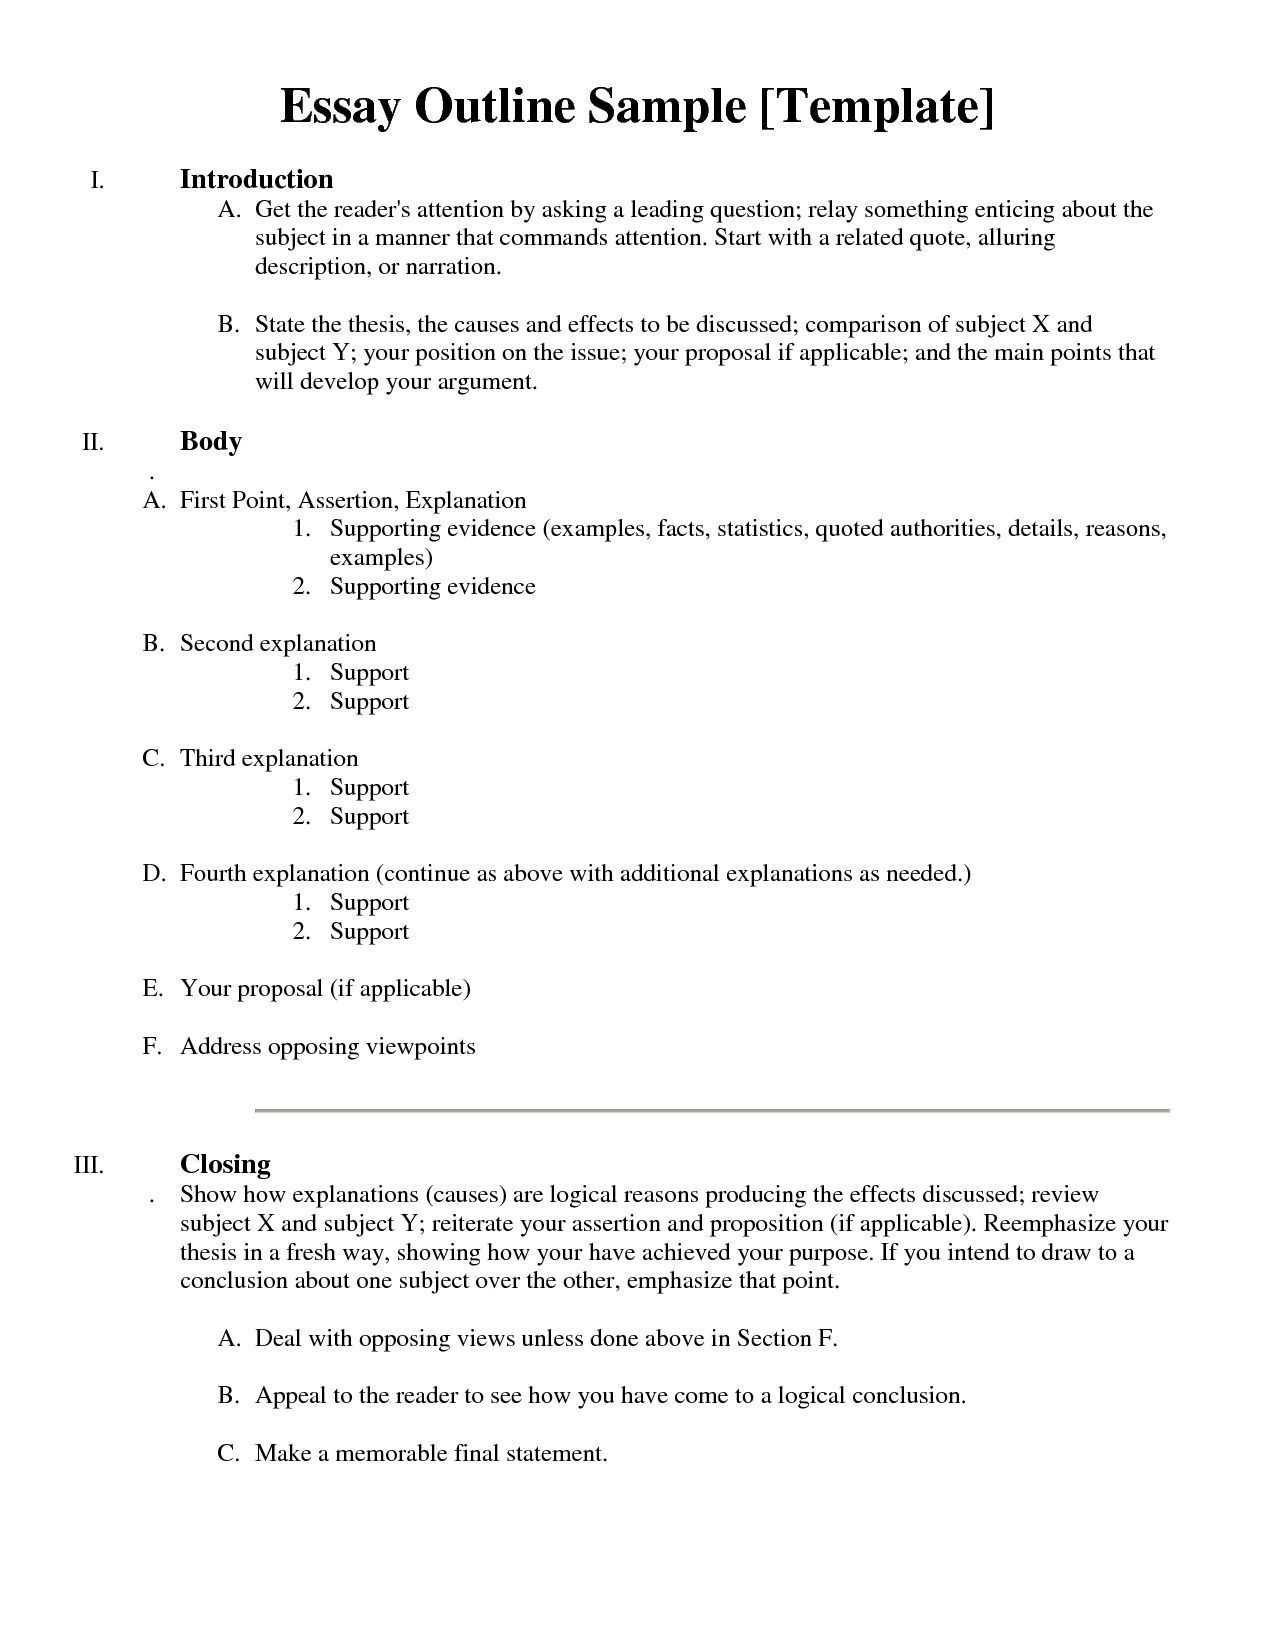 Essay Outline Sample [Template]
I. Introduction
A. Get the reader's attention by asking a leading question; relay something enticing about the
subject in a manner that commands attention. Start with a related quote, alluring
description, or narration.
B. State the thesis, the causes and effects to be discussed; comparison of subject X and
subject Y; your position on the issue; your proposal if applicable; and the main points that
will develop your argument.
II. Body
.
A. First Point, Assertion, Explanation
1. Supporting evidence (examples, facts, statistics, quoted authorities, details, reasons,
examples)
2. Supporting evidence
B. Second explanation
1. Support
2. Support
C. Third explanation
1. Support
2. Support
D. Fourth explanation (continue as above with additional explanations as needed.)
1. Support
2. Support
E. Your proposal (if applicable)
F. Address opposing viewpoints
III. Closing
. Show how explanations (causes) are logical reasons producing the effects discussed; review
subject X and subject Y; reiterate your assertion and proposition (if applicable). Reemphasize your
thesis in a fresh way, showing how your have achieved your purpose. If you intend to draw to a
conclusion about one subject over the other, emphasize that point.
A. Deal with opposing views unless done above in Section F.
B. Appeal to the reader to see how you have come to a logical conclusion.
C. Make a memorable final statement.